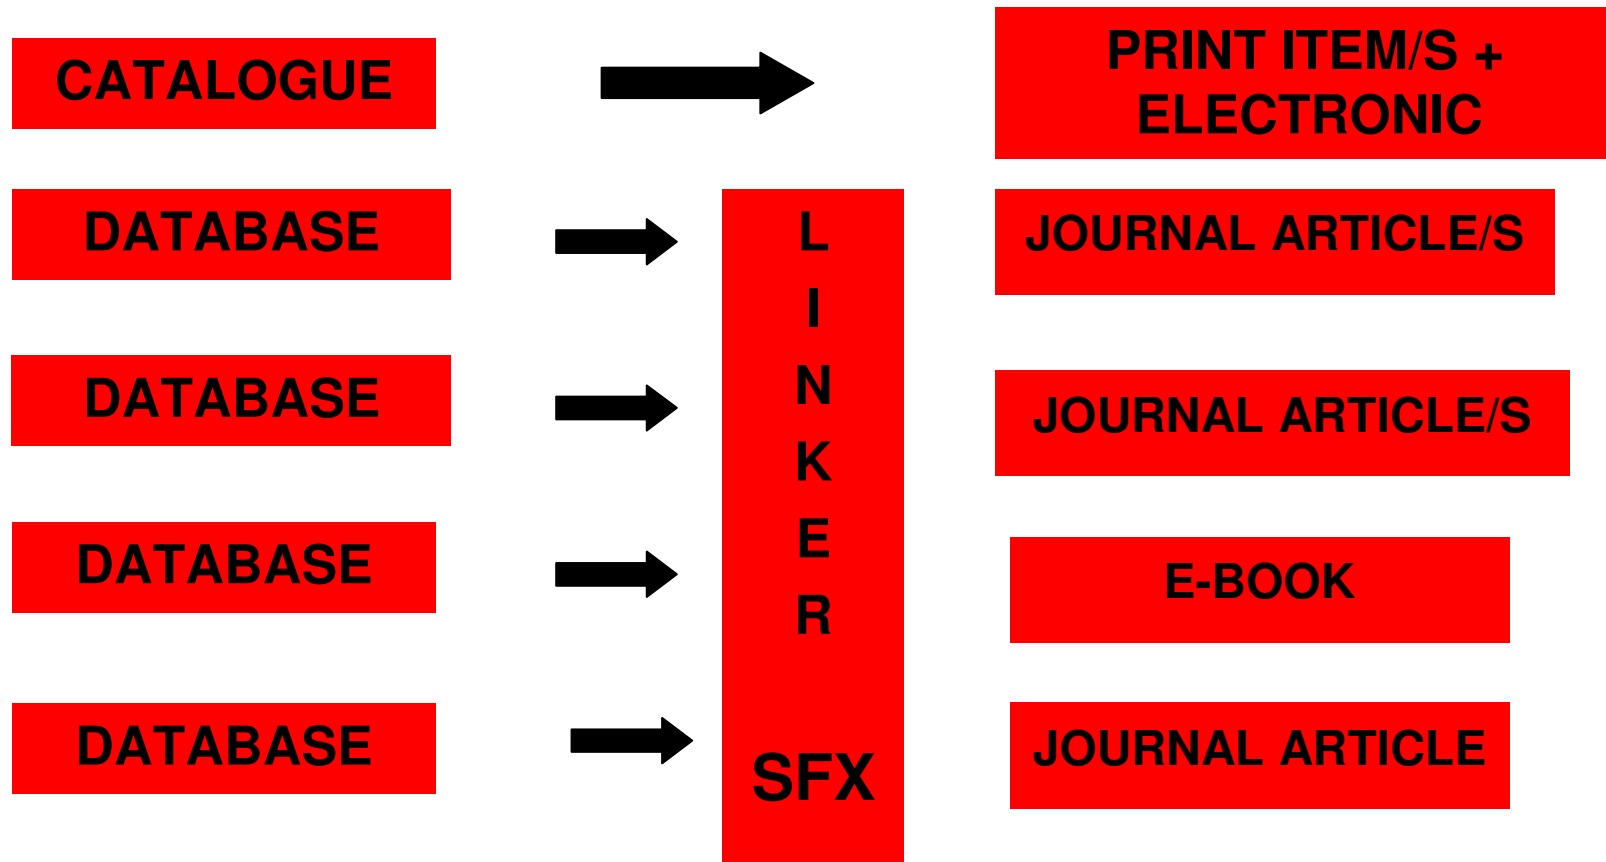 CATALOGUE
PRINT ITEM/S +
ELECTRONIC
DATABASE
JOURNAL ARTICLE/S
DATABASE
JOURNAL ARTICLE/S
DATABASE
E-BOOK
DATABASE
JOURNAL ARTICLE
L
I
N
K
E
R
SFX